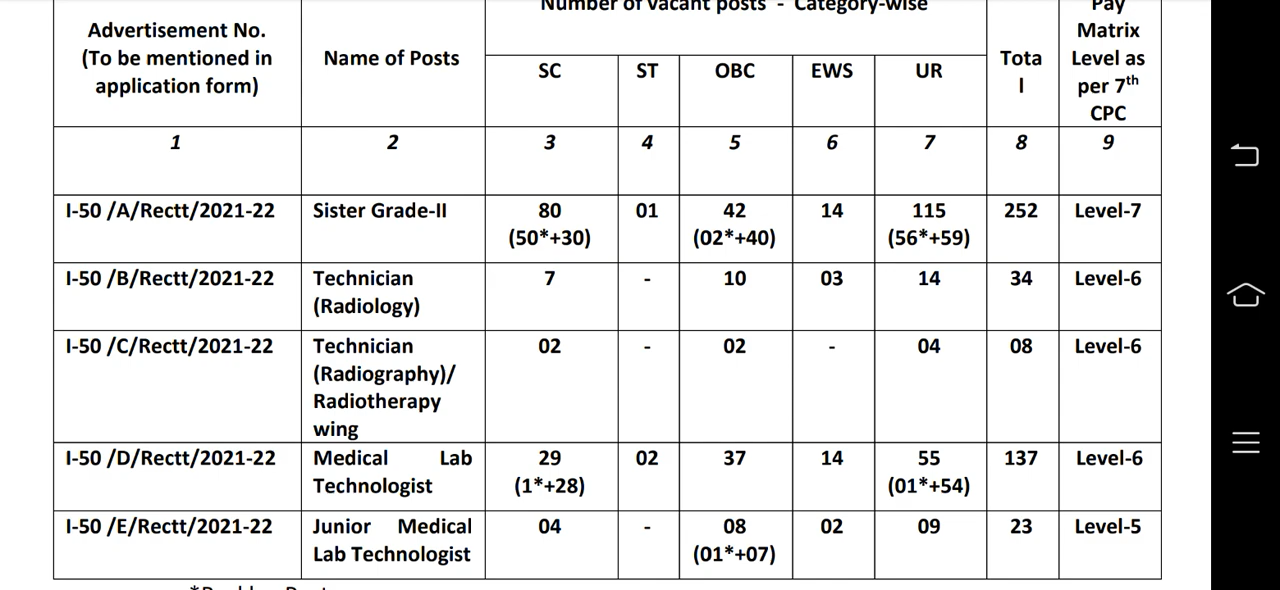 Number of vacant posts - Category-wise
Advertisement No.
(To be mentioned in
application form)
Name of Posts
SC
ST
OBC
EWS
UR
Tota
l
Pay
Matrix
Level as
per 7th
CPC
1 2 3 4 5 6 7 8 9
I-50 /A/Rectt/2021-22 Sister Grade-II 80 01 42 14 115 252 Level-7
(50*+30) (02*+40) (56*+59)
I-50 /B/Rectt/2021-22 Technician 7 - 10 03 14 34 Level-6
(Radiology)
I-50 /C/Rectt/2021-22 Technician 02 - 02 - 04 08 Level-6
(Radiography)/
Radiotherapy
wing
I-50 /D/Rectt/2021-22 Medical Lab 29 02 37 14 55 137 Level-6
Technologist (1*+28) (01*+54)
I-50 /E/Rectt/2021-22 Junior Medical 04 - 08 02 09 23 Level-5
Lab Technologist (01*+07)